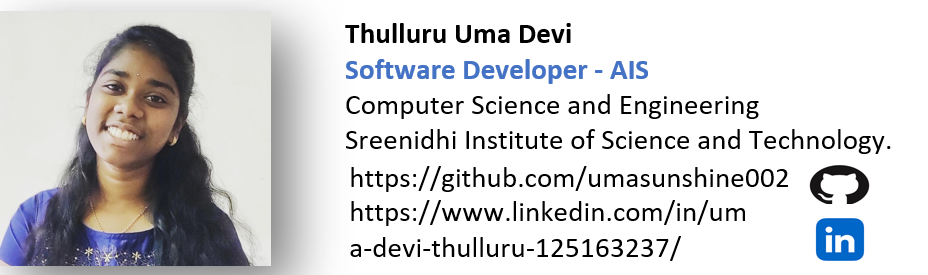 Thulluru Uma Devi
Software Developer - AIS
Computer Science and Engineering
Sreenidhi Institute of Science and Technology.
https://github.com/umasunshine002
https://www.linkedin.com/in/um
a-devi-thulluru-125163237/
in